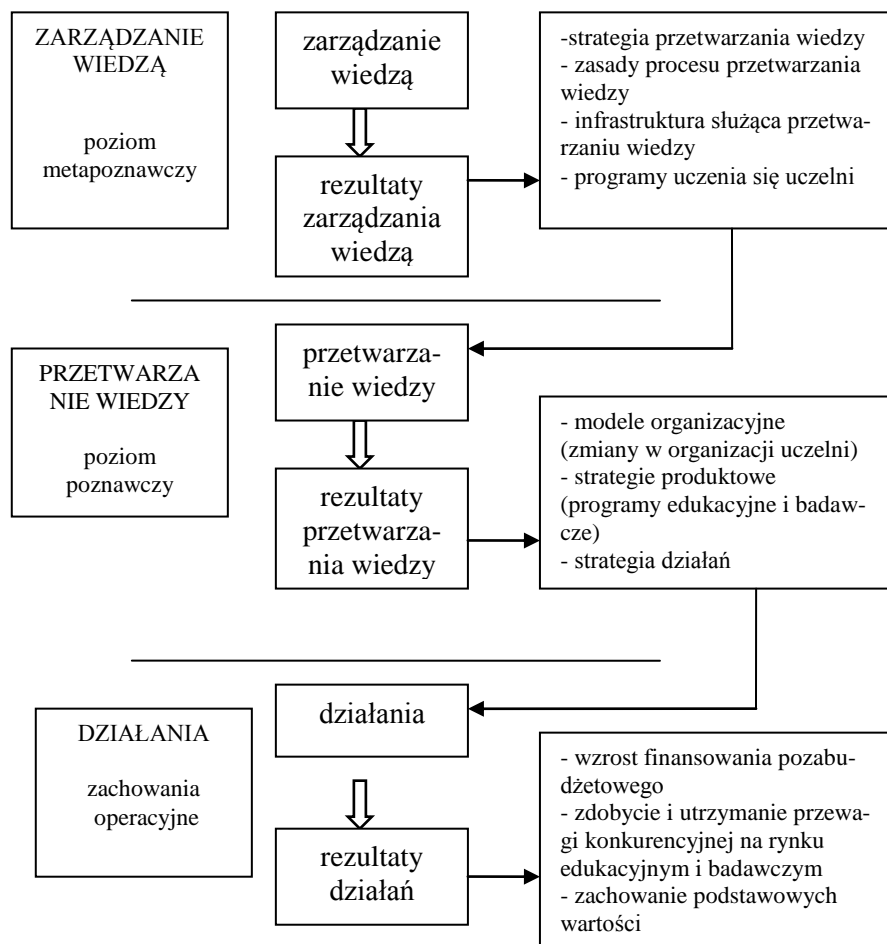 ZARZĄDZANIE
WIEDZĄ
poziom
metapoznawczy
zarządzanie
wiedzą
rezultaty
zarządzania
wiedzą
-strategia przetwarzania wiedzy
- zasady procesu przetwarzania
wiedzy
- infrastruktura służąca przetwa-
rzaniu wiedzy
- programy uczenia się uczelni
PRZETWARZA
NIE WIEDZY
poziom
poznawczy
przetwarza-
nie wiedzy
rezultaty
przetwarza-
nia wiedzy
- modele organizacyjne
(zmiany w organizacji uczelni)
- strategie produktowe
(programy edukacyjne i badaw-
cze)
- strategia działań
DZIAŁANIA
zachowania
operacyjne
działania
rezultaty
działań
- wzrost finansowania pozabu-
dżetowego
- zdobycie i utrzymanie przewa-
gi konkurencyjnej na rynku
edukacyjnym i badawczym
- zachowanie podstawowych
wartości